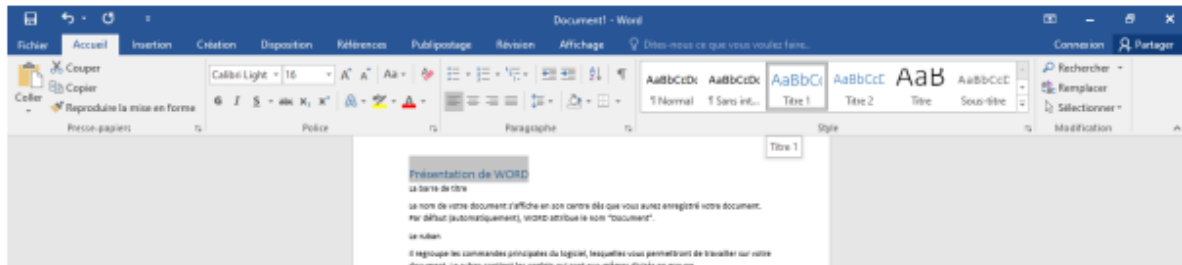 Document1 - Word
Fichier Accueil Insertion Création Disposition Références Publipostage Révision Affichage Dites-nous ce que vous voulez faire... Connexion Partager
Couper
Copier
Reproduire la mise en forme
Coller
Presse-papiers
Calibri Light 16
G I S abc X, X²
Police
Paragraphe
AaBbCcDc AaBbCcDc AaBbC AaBbCcC AaB AaBbCcC
¶ Normal ¶ Sans int... Titre 1 Titre 2 Titre Sous-titre
Style
Rechercher
Remplacer
Sélectionner
Modification
Titre 1
Présentation de WORD
La barre de titre
Le nom de votre document s'affiche en son centre dès que vous aurez enregistré votre document.
Par défaut (automatiquement), WORD attribue le nom "Document".
Le ruban
Il regroupe les commandes principales du logiciel, lesquelles vous permettront de travailler sur votre